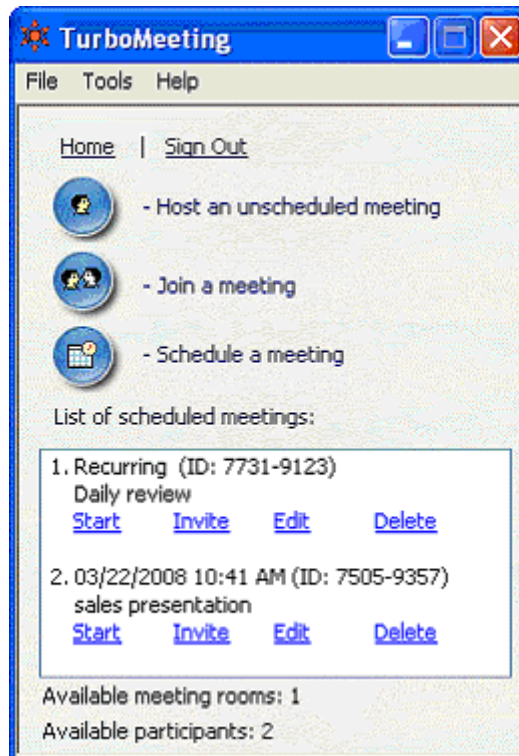 TurboMeeting
File Tools Help
Home | Sign Out
- Host an unscheduled meeting
- Join a meeting
- Schedule a meeting
List of scheduled meetings:
1. Recurring (ID: 7731-9123)
Daily review
Start Invite Edit Delete
2. 03/22/2008 10:41 AM (ID: 7505-9357)
sales presentation
Start Invite Edit Delete
Available meeting rooms: 1
Available participants: 2